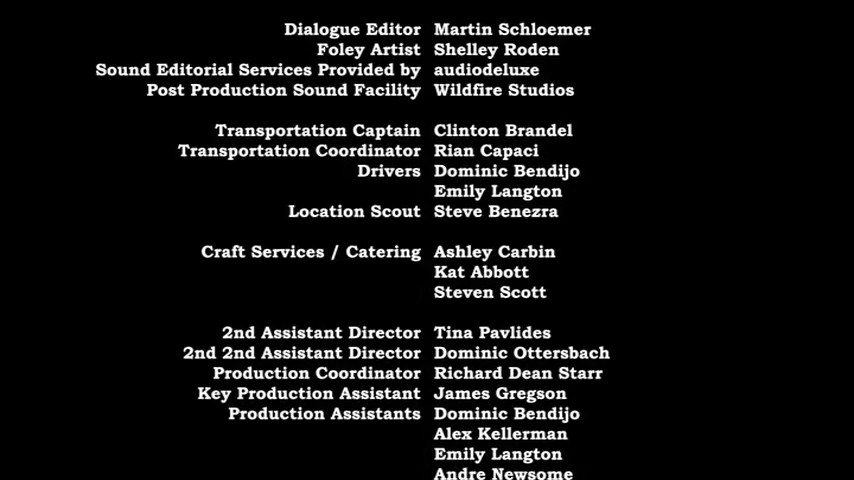 Dialogue Editor Martin Schloemer
Foley Artist Shelley Roden
Sound Editorial Services Provided by audiodeluxe
Post Production Sound Facility Wildfire Studios
Transportation Captain Clinton Brandel
Transportation Coordinator Rian Capaci
Drivers Dominic Bendijo
Emily Langton
Location Scout Steve Benezra
Craft Services / Catering Ashley Carbin
Kat Abbott
Steven Scott
2nd Assistant Director Tina Pavlides
2nd 2nd Assistant Director Dominic Ottersbach
Production Coordinator Richard Dean Starr
Key Production Assistant James Gregson
Production Assistants Dominic Bendijo
Alex Kellerman
Emily Langton
Andre Newsome